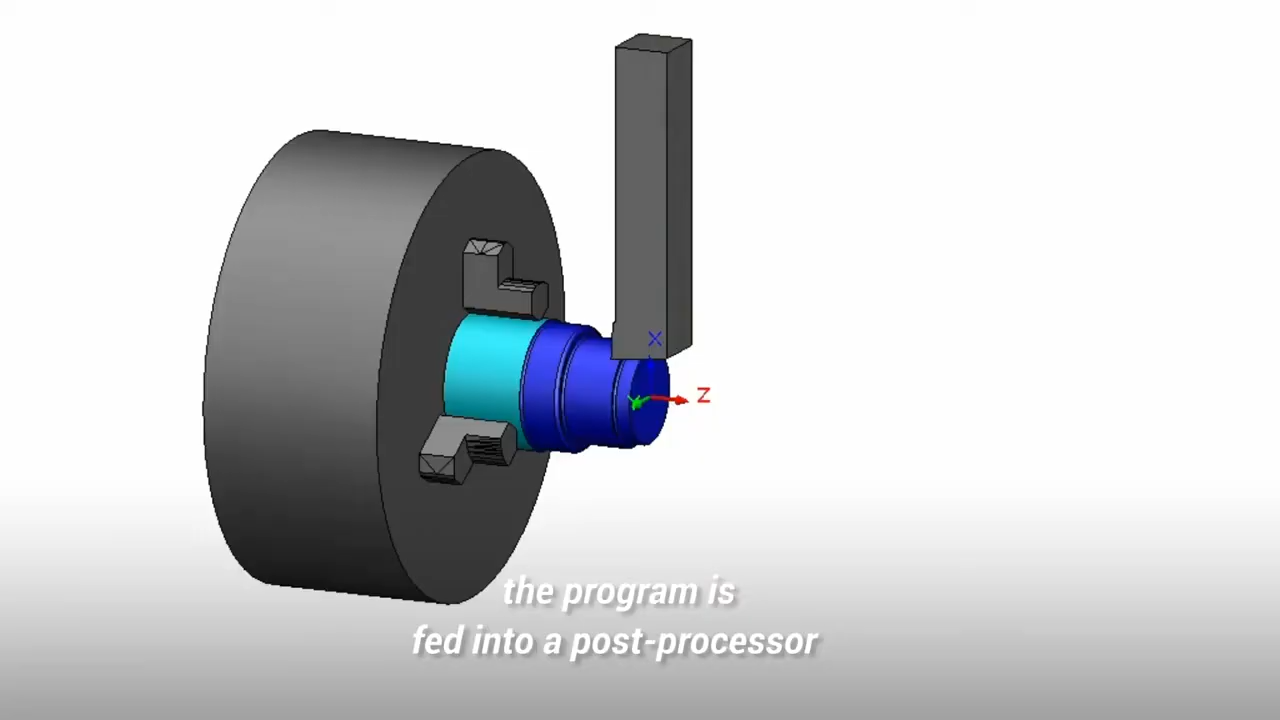 X
Z
Y
the program is
fed into a post-processor